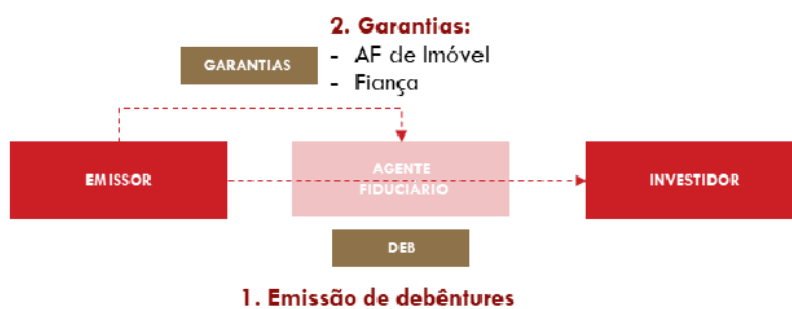 2. Garantias:
GARANTIAS
- AF de Imóvel
- Fiança
EMISSOR
AGENTE
FIDUCIÁRIO
INVESTIDOR
DEB
1. Emissão de debêntures